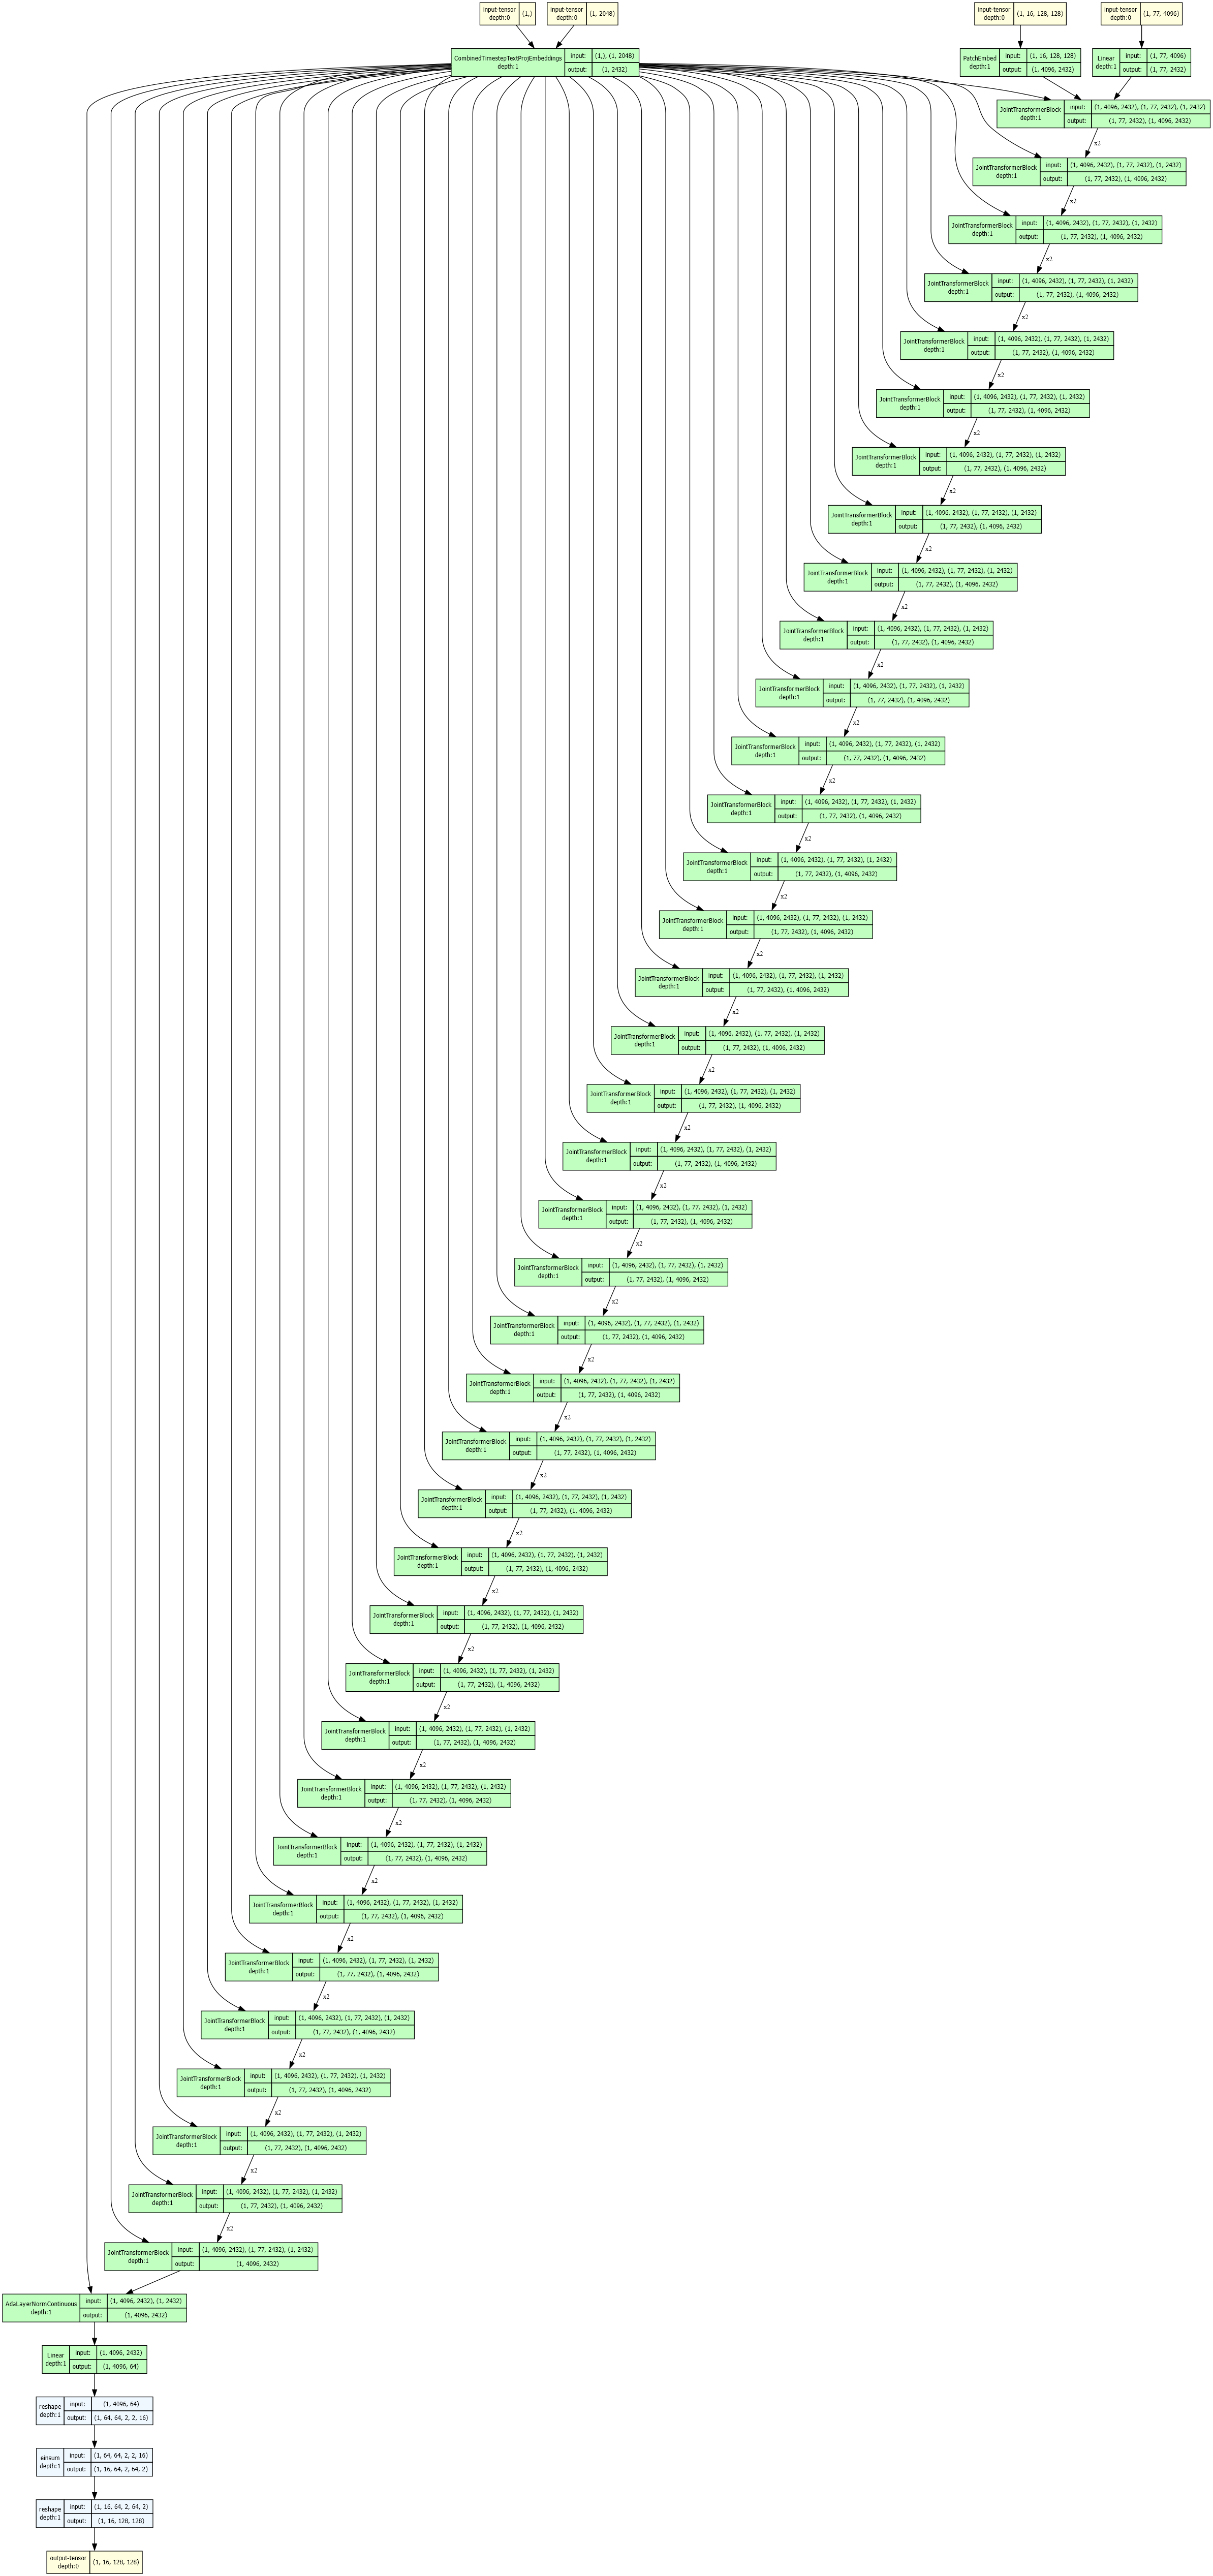 input-tensor
depth:0
(1,)
input-tensor
depth:0
(1, 2048)
input-tensor
depth:0
(1, 16, 128, 128)
input-tensor
depth:0
(1, 77, 4096)
CombinedTimestepTextProjEmbeddings
depth:1
input: (1,), (1, 2048)
output: (1, 2432)
PatchEmbed
depth:1
input: (1, 16, 128, 128)
output: (1, 4096, 2432)
Linear
depth:1
input: (1, 77, 4096)
output: (1, 77, 2432)
JointTransformerBlock
depth:1
input: (1, 4096, 2432), (1, 77, 2432), (1, 2432)
output: (1, 77, 2432), (1, 4096, 2432)
x2
JointTransformerBlock
depth:1
input: (1, 4096, 2432), (1, 77, 2432), (1, 2432)
output: (1, 77, 2432), (1, 4096, 2432)
x2
JointTransformerBlock
depth:1
input: (1, 4096, 2432), (1, 77, 2432), (1, 2432)
output: (1, 77, 2432), (1, 4096, 2432)
x2
JointTransformerBlock
depth:1
input: (1, 4096, 2432), (1, 77, 2432), (1, 2432)
output: (1, 77, 2432), (1, 4096, 2432)
x2
JointTransformerBlock
depth:1
input: (1, 4096, 2432), (1, 77, 2432), (1, 2432)
output: (1, 77, 2432), (1, 4096, 2432)
x2
JointTransformerBlock
depth:1
input: (1, 4096, 2432), (1, 77, 2432), (1, 2432)
output: (1, 77, 2432), (1, 4096, 2432)
x2
JointTransformerBlock
depth:1
input: (1, 4096, 2432), (1, 77, 2432), (1, 2432)
output: (1, 77, 2432), (1, 4096, 2432)
x2
JointTransformerBlock
depth:1
input: (1, 4096, 2432), (1, 77, 2432), (1, 2432)
output: (1, 77, 2432), (1, 4096, 2432)
x2
JointTransformerBlock
depth:1
input: (1, 4096, 2432), (1, 77, 2432), (1, 2432)
output: (1, 77, 2432), (1, 4096, 2432)
x2
JointTransformerBlock
depth:1
input: (1, 4096, 2432), (1, 77, 2432), (1, 2432)
output: (1, 77, 2432), (1, 4096, 2432)
x2
JointTransformerBlock
depth:1
input: (1, 4096, 2432), (1, 77, 2432), (1, 2432)
output: (1, 77, 2432), (1, 4096, 2432)
x2
JointTransformerBlock
depth:1
input: (1, 4096, 2432), (1, 77, 2432), (1, 2432)
output: (1, 77, 2432), (1, 4096, 2432)
x2
JointTransformerBlock
depth:1
input: (1, 4096, 2432), (1, 77, 2432), (1, 2432)
output: (1, 77, 2432), (1, 4096, 2432)
x2
JointTransformerBlock
depth:1
input: (1, 4096, 2432), (1, 77, 2432), (1, 2432)
output: (1, 77, 2432), (1, 4096, 2432)
x2
JointTransformerBlock
depth:1
input: (1, 4096, 2432), (1, 77, 2432), (1, 2432)
output: (1, 77, 2432), (1, 4096, 2432)
x2
JointTransformerBlock
depth:1
input: (1, 4096, 2432), (1, 77, 2432), (1, 2432)
output: (1, 77, 2432), (1, 4096, 2432)
x2
JointTransformerBlock
depth:1
input: (1, 4096, 2432), (1, 77, 2432), (1, 2432)
output: (1, 77, 2432), (1, 4096, 2432)
x2
JointTransformerBlock
depth:1
input: (1, 4096, 2432), (1, 77, 2432), (1, 2432)
output: (1, 77, 2432), (1, 4096, 2432)
x2
JointTransformerBlock
depth:1
input: (1, 4096, 2432), (1, 77, 2432), (1, 2432)
output: (1, 77, 2432), (1, 4096, 2432)
x2
JointTransformerBlock
depth:1
input: (1, 4096, 2432), (1, 77, 2432), (1, 2432)
output: (1, 77, 2432), (1, 4096, 2432)
x2
JointTransformerBlock
depth:1
input: (1, 4096, 2432), (1, 77, 2432), (1, 2432)
output: (1, 77, 2432), (1, 4096, 2432)
x2
JointTransformerBlock
depth:1
input: (1, 4096, 2432), (1, 77, 2432), (1, 2432)
output: (1, 77, 2432), (1, 4096, 2432)
x2
JointTransformerBlock
depth:1
input: (1, 4096, 2432), (1, 77, 2432), (1, 2432)
output: (1, 77, 2432), (1, 4096, 2432)
x2
JointTransformerBlock
depth:1
input: (1, 4096, 2432), (1, 77, 2432), (1, 2432)
output: (1, 77, 2432), (1, 4096, 2432)
x2
JointTransformerBlock
depth:1
input: (1, 4096, 2432), (1, 77, 2432), (1, 2432)
output: (1, 77, 2432), (1, 4096, 2432)
x2
JointTransformerBlock
depth:1
input: (1, 4096, 2432), (1, 77, 2432), (1, 2432)
output: (1, 77, 2432), (1, 4096, 2432)
x2
JointTransformerBlock
depth:1
input: (1, 4096, 2432), (1, 77, 2432), (1, 2432)
output: (1, 77, 2432), (1, 4096, 2432)
x2
JointTransformerBlock
depth:1
input: (1, 4096, 2432), (1, 77, 2432), (1, 2432)
output: (1, 77, 2432), (1, 4096, 2432)
x2
JointTransformerBlock
depth:1
input: (1, 4096, 2432), (1, 77, 2432), (1, 2432)
output: (1, 77, 2432), (1, 4096, 2432)
x2
JointTransformerBlock
depth:1
input: (1, 4096, 2432), (1, 77, 2432), (1, 2432)
output: (1, 77, 2432), (1, 4096, 2432)
x2
JointTransformerBlock
depth:1
input: (1, 4096, 2432), (1, 77, 2432), (1, 2432)
output: (1, 77, 2432), (1, 4096, 2432)
x2
JointTransformerBlock
depth:1
input: (1, 4096, 2432), (1, 77, 2432), (1, 2432)
output: (1, 77, 2432), (1, 4096, 2432)
x2
JointTransformerBlock
depth:1
input: (1, 4096, 2432), (1, 77, 2432), (1, 2432)
output: (1, 77, 2432), (1, 4096, 2432)
x2
JointTransformerBlock
depth:1
input: (1, 4096, 2432), (1, 77, 2432), (1, 2432)
output: (1, 77, 2432), (1, 4096, 2432)
x2
JointTransformerBlock
depth:1
input: (1, 4096, 2432), (1, 77, 2432), (1, 2432)
output: (1, 77, 2432), (1, 4096, 2432)
x2
JointTransformerBlock
depth:1
input: (1, 4096, 2432), (1, 77, 2432), (1, 2432)
output: (1, 77, 2432), (1, 4096, 2432)
x2
JointTransformerBlock
depth:1
input: (1, 4096, 2432), (1, 77, 2432), (1, 2432)
output: (1, 77, 2432), (1, 4096, 2432)
x2
JointTransformerBlock
depth:1
input: (1, 4096, 2432), (1, 77, 2432), (1, 2432)
output: (1, 4096, 2432)
AdaLayerNormContinuous
depth:1
input: (1, 4096, 2432), (1, 2432)
output: (1, 4096, 2432)
Linear
depth:1
input: (1, 4096, 2432)
output: (1, 4096, 64)
reshape
depth:1
input: (1, 4096, 64)
output: (1, 64, 64, 2, 2, 16)
einsum
depth:1
input: (1, 64, 64, 2, 2, 16)
output: (1, 16, 64, 2, 64, 2)
reshape
depth:1
input: (1, 16, 64, 2, 64, 2)
output: (1, 16, 128, 128)
output-tensor
depth:0
(1, 16, 128, 128)